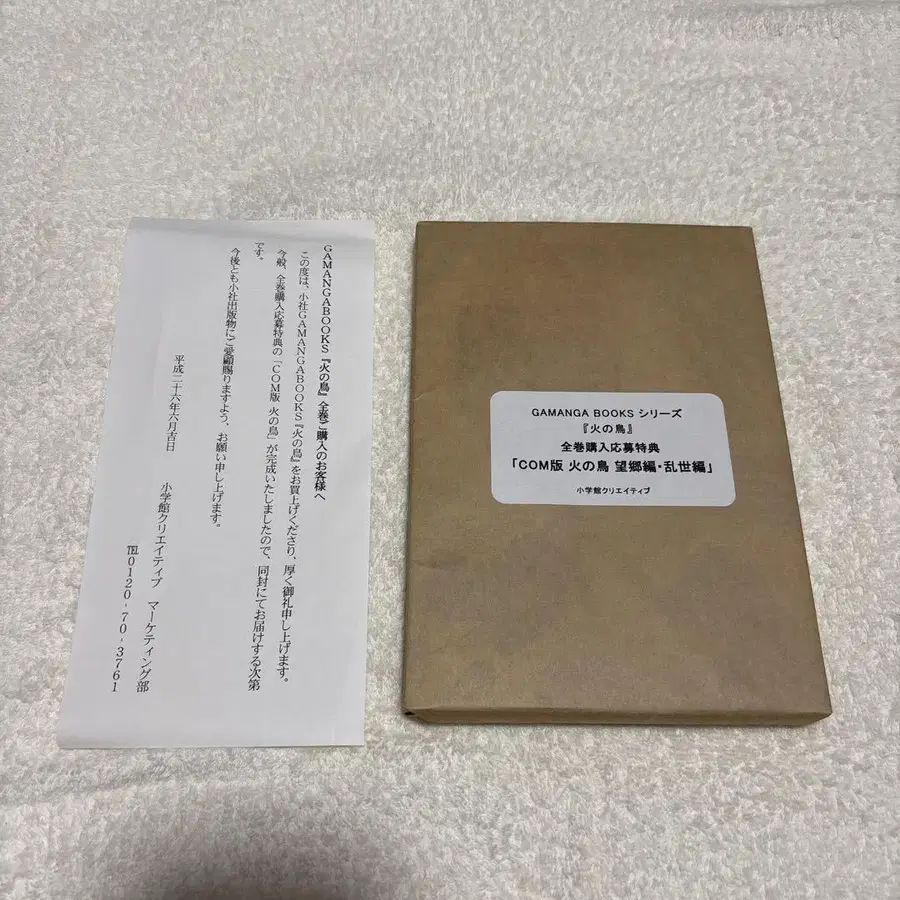 GAMANGABOOKS『火の鳥』全巻ご購入のお客様へ
この度は、小社GAMANGABOOKS『火の鳥』をお買上げくださり、厚く御礼申し上げます。
今般、全巻購入応募特典の「COM版 火の鳥」が完成いたしましたので、同封にてお届けする次第
です。
今後とも小社出版物にご愛顧賜りますよう、お願い申し上げます。
平成二十六年六月吉日
小学館クリエイティブ マーケティング部
℡0120-70-3761
GAMANGA BOOKS シリーズ
『火の鳥』
全巻購入応募特典
「COM版 火の鳥 望郷編・乱世編」
小学館クリエイティブ